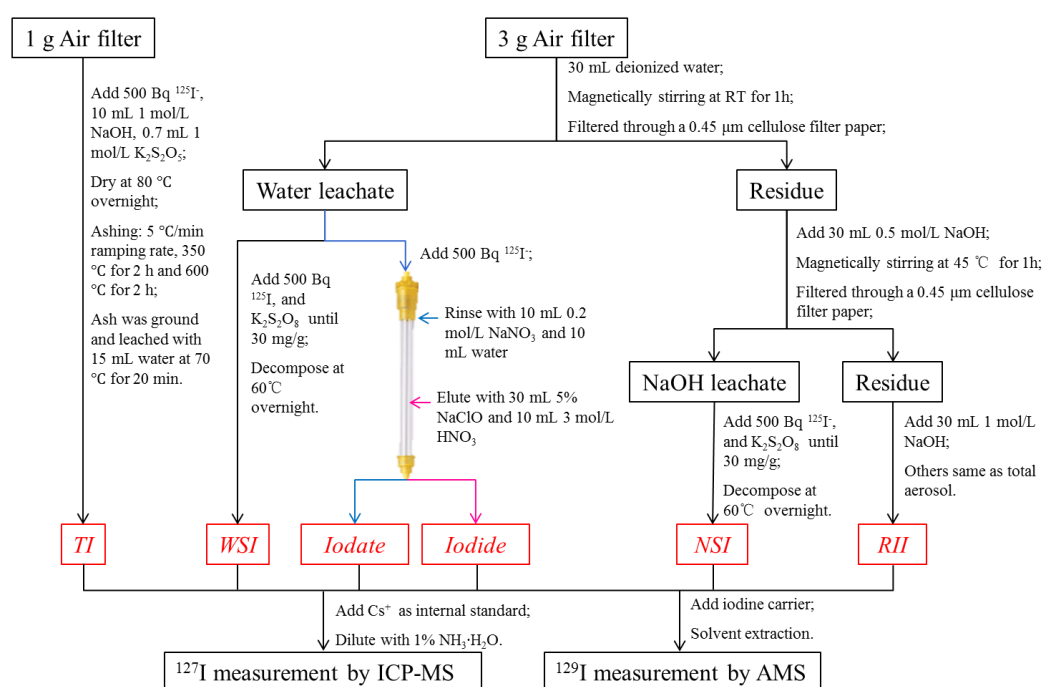 1 g Air filter
3 g Air filter
Add 500 Bq ¹²⁵I⁻,
10 mL 1 mol/L
NaOH, 0.7 mL 1
mol/L K₂S₂O₅;
Dry at 80 ℃
overnight;
Ashing: 5 ℃/min
ramping rate, 350
℃ for 2 h and 600
℃ for 2 h;
Ash was ground
and leached with
15 mL water at 70
℃ for 20 min.
30 mL deionized water;
Magnetically stirring at RT for 1h;
Filtered through a 0.45 μm cellulose filter paper;
Water leachate
Residue
Add 500 Bq
¹²⁵I, and
K₂S₂O₈ until
30 mg/g;
Decompose at
60℃
overnight.
Add 500 Bq ¹²⁵I⁻;
Rinse with 10 mL 0.2
mol/L NaNO₃ and 10
mL water
Elute with 30 mL 5%
NaClO and 10 mL 3 mol/L
HNO₃
Add 30 mL 0.5 mol/L NaOH;
Magnetically stirring at 45 ℃ for 1h;
Filtered through a 0.45 μm cellulose
filter paper;
NaOH leachate
Residue
Add 500 Bq ¹²⁵I⁻,
and K₂S₂O₈ until
30 mg/g;
Decompose at
60℃ overnight.
Add 30 mL 1 mol/L
NaOH;
Others same as total
aerosol.
TI
WSI
Iodate
Iodide
NSI
RII
Add Cs⁺ as internal standard;
Dilute with 1% NH₃·H₂O.
Add iodine carrier;
Solvent extraction.
¹²⁷I measurement by ICP-MS
¹²⁹I measurement by AMS